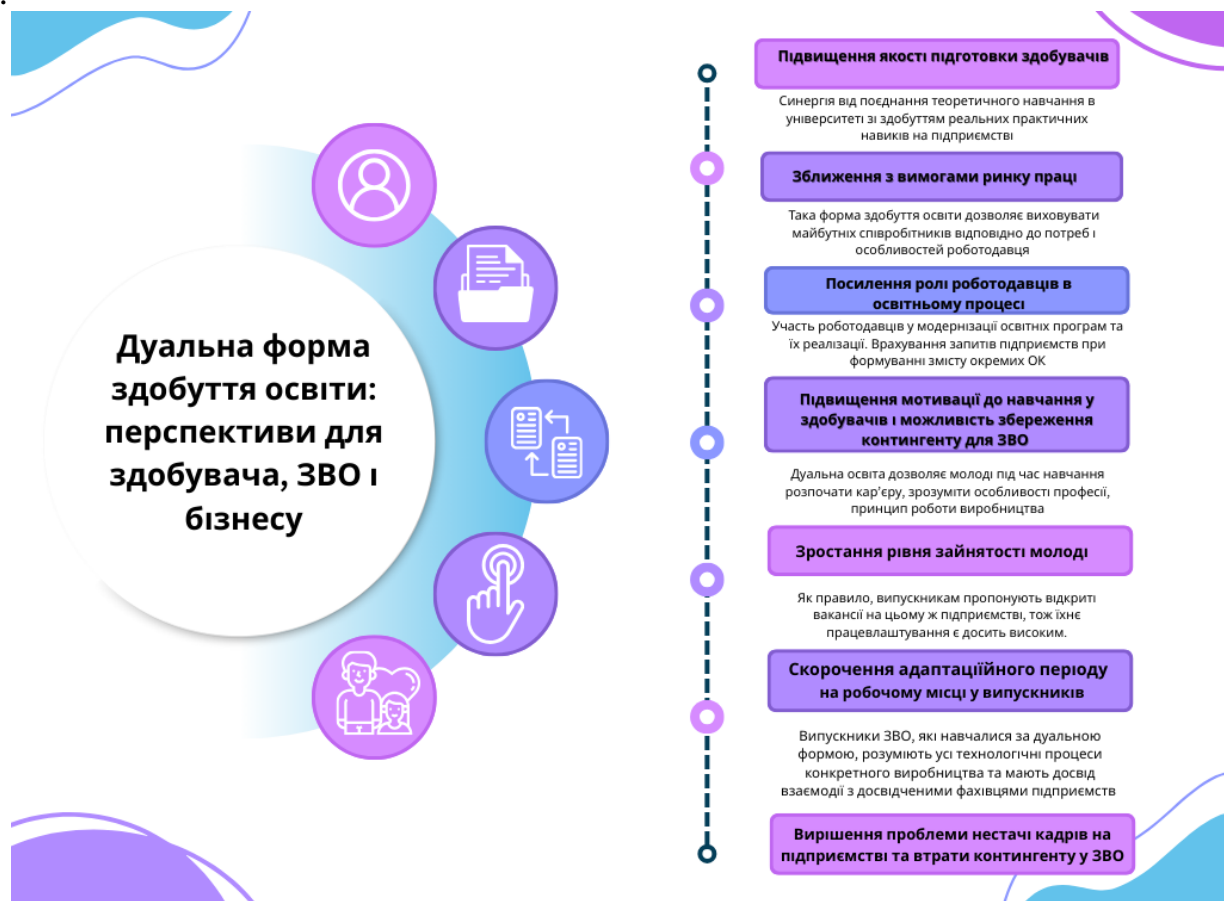 Дуальна форма
здобуття освіти:
перспективи для
здобувача, ЗВО і
бізнесу
Підвищення якості підготовки здобувачів
Синергія від поєднання теоретичного навчання в
університеті зі здобуттям реальних практичних
навиків на підприємстві
Зближення з вимогами ринку праці
Така форма здобуття освіти дозволяє виховувати
майбутніх співробітників відповідно до потреб і
особливостей роботодавця
Посилення ролі роботодавців в
освітньому процесі
Участь роботодавців у модернізації освітніх програм та
їх реалізації. Врахування запитів підприємств при
формуванні змісту окремих ОК
Підвищення мотивації до навчання у
здобувачів і можливість збереження
контингенту для ЗВО
Дуальна освіта дозволяє молоді під час навчання
розпочати кар’єру, зрозуміти особливості професії,
принцип роботи виробництва
Зростання рівня зайнятості молоді
Як правило, випускникам пропонують відкриті
вакансії на цьому ж підприємстві, тож їхнє
працевлаштування є досить високим.
Скорочення адаптаціійного періоду
на робочому місці у випускників
Випускники ЗВО, які навчалися за дуальною
формою, розуміють усі технологічні процеси
конкретного виробництва та мають досвід
взаємодії з досвідченими фахівцями підприємств
Вирішення проблеми нестачі кадрів на
підприємстві та втрати контингенту у ЗВО